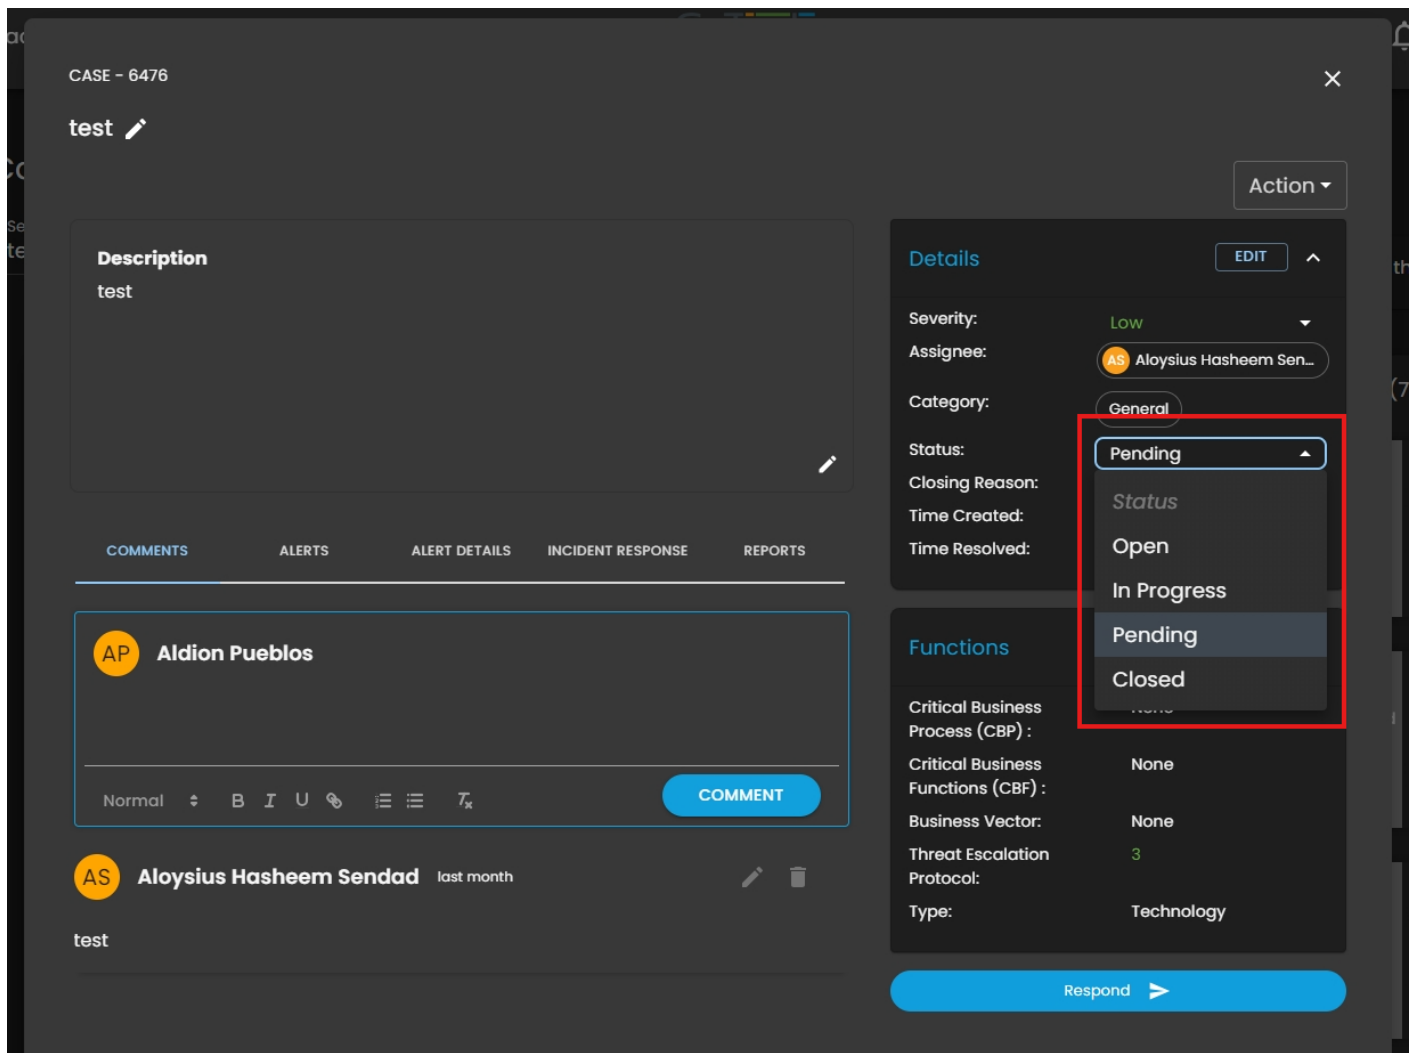 CASE - 6476
test
Action
Description
test
Details
EDIT
Severity:
Low
Assignee:
AS Aloysius Hasheem Sen...
Category:
General
Status:
Pending
Closing Reason:
Time Created:
Time Resolved:
Status
Open
In Progress
Pending
Closed
COMMENTS ALERTS ALERT DETAILS INCIDENT RESPONSE REPORTS
AP Aldion Pueblos
Normal B I U
COMMENT
AS Aloysius Hasheem Sendad last month
test
Functions
Critical Business
Process (CBP) :
Critical Business
Functions (CBF) :
None
Business Vector:
None
Threat Escalation
Protocol:
3
Type:
Technology
Respond